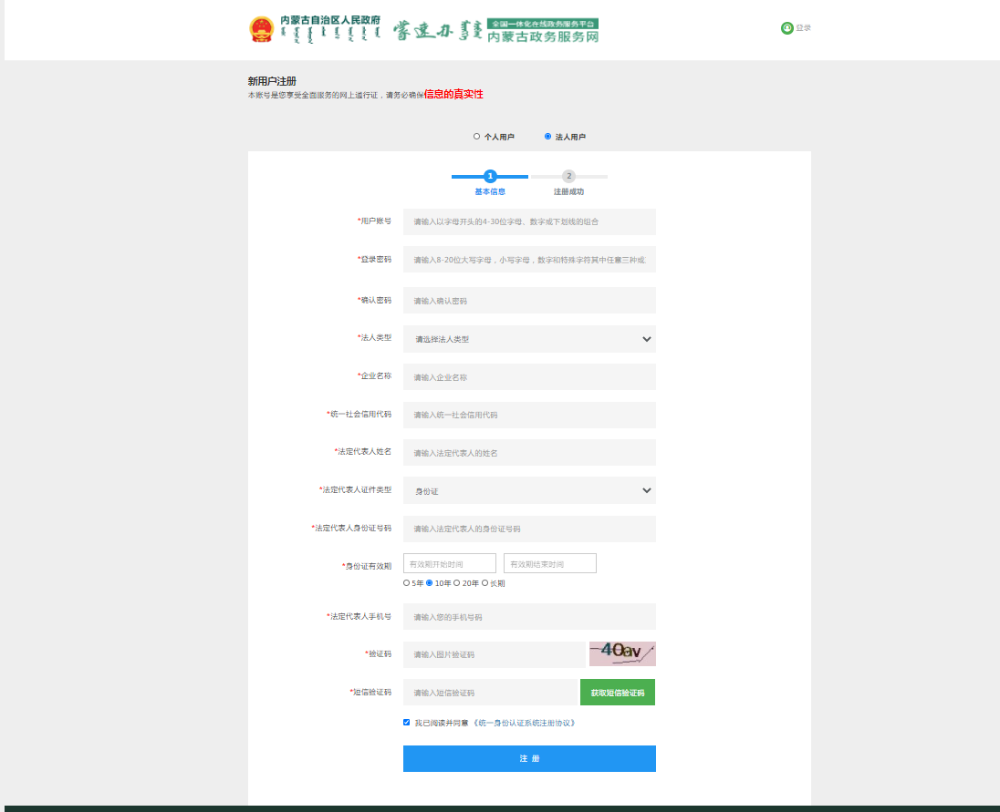 内蒙古自治区人民政府
蒙速办
全国一体化在线政务服务平台
内蒙古政务服务网
登录
新用户注册
本账号是您享受全面服务的网上通行证，请务必确保信息的真实性
个人用户 法人用户
1 2
基本信息 注册成功
*用户账号 请输入以字母开头的4-30位字母、数字或下划线的组合
*登录密码 请输入8-20位大写字母，小写字母，数字和特殊字符其中任意三种或
*确认密码 请输入确认密码
*法人类型 请选择法人类型
*企业名称 请输入企业名称
*统一社会信用代码 请输入统一社会信用代码
*法定代表人姓名 请输入法定代表人的姓名
*法定代表人证件类型 身份证
*法定代表人身份证号码 请输入法定代表人的身份证号码
*身份证有效期 有效期开始时间 有效期结束时间
5年 10年 20年 长期
*法定代表人手机号 请输入您的手机号码
*验证码 请输入图片验证码
*短信验证码 请输入短信验证码 获取短信验证码
我已阅读并同意 《统一身份认证系统注册协议》
注 册